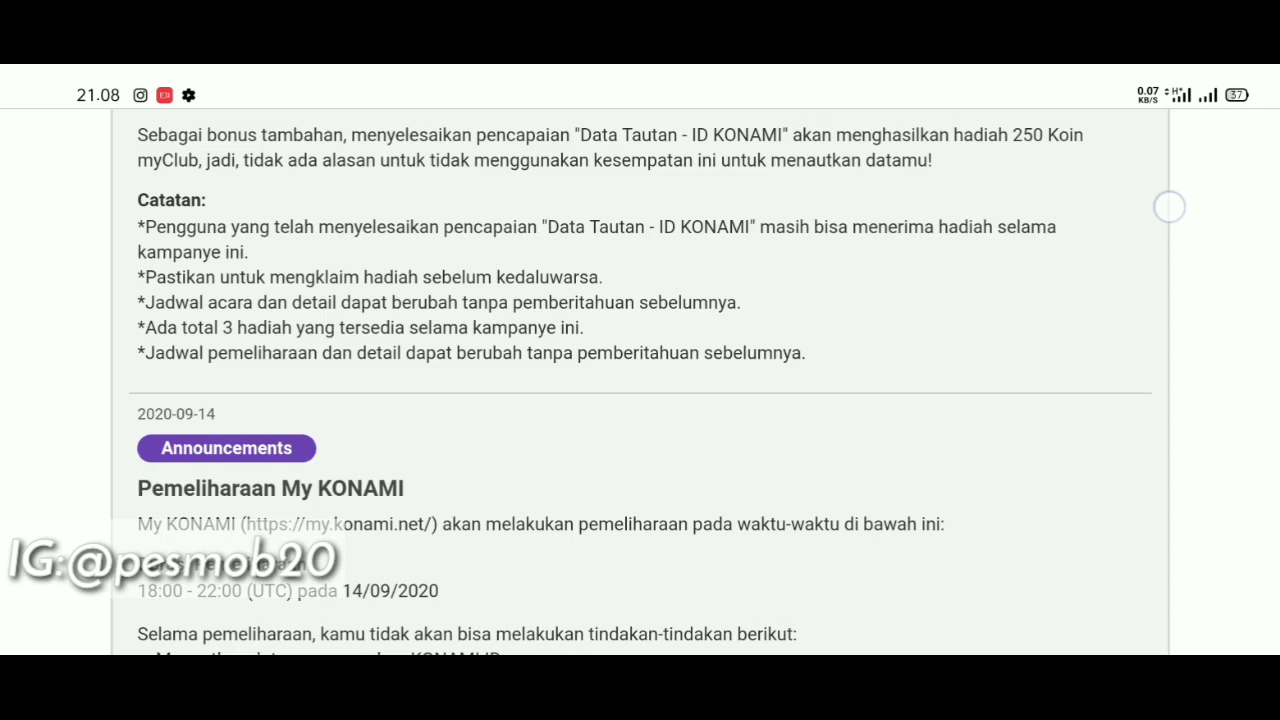 21.08
0.07
KB/S
H+
37
Sebagai bonus tambahan, menyelesaikan pencapaian "Data Tautan - ID KONAMI" akan menghasilkan hadiah 250 Koin
myClub, jadi, tidak ada alasan untuk tidak menggunakan kesempatan ini untuk menautkan datamu!
Catatan:
*Pengguna yang telah menyelesaikan pencapaian "Data Tautan - ID KONAMI" masih bisa menerima hadiah selama
kampanye ini.
*Pastikan untuk mengklaim hadiah sebelum kedaluwarsa.
*Jadwal acara dan detail dapat berubah tanpa pemberitahuan sebelumnya.
*Ada total 3 hadiah yang tersedia selama kampanye ini.
*Jadwal pemeliharaan dan detail dapat berubah tanpa pemberitahuan sebelumnya.
2020-09-14
Announcements
Pemeliharaan My KONAMI
My KONAMI (https://my.konami.net/) akan melakukan pemeliharaan pada waktu-waktu di bawah ini:
IG:@pesmob20
18:00 - 22:00 (UTC) pada 14/09/2020
Selama pemeliharaan, kamu tidak akan bisa melakukan tindakan-tindakan berikut: